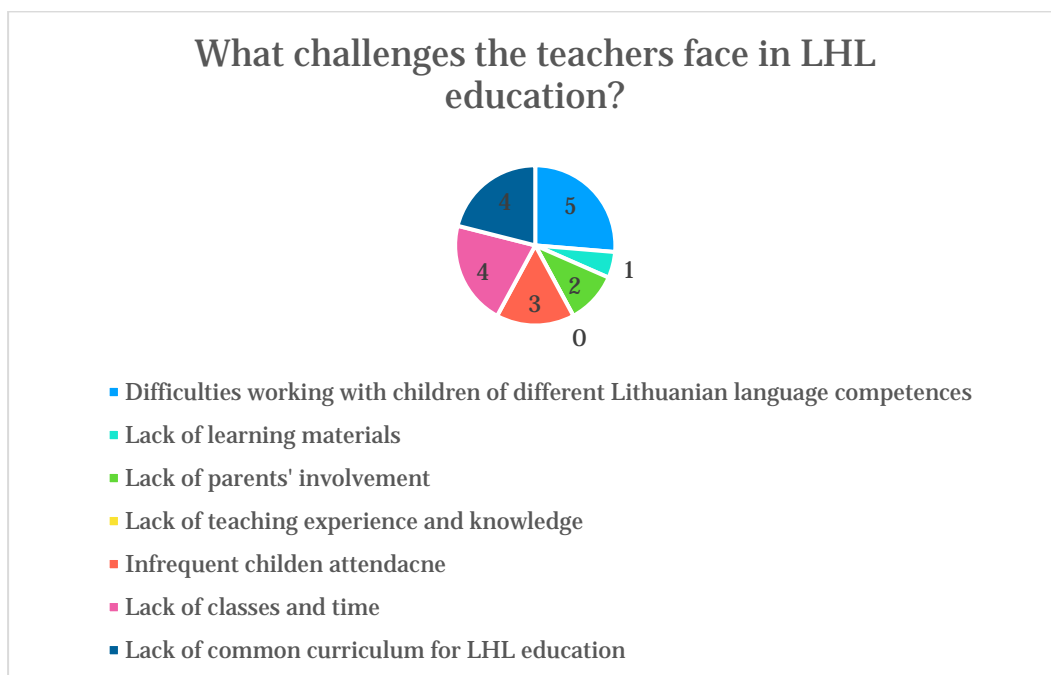 What challenges the teachers face in LHL
education?
4
5
1
4
2
3
0
Difficulties working with children of different Lithuanian language competences
Lack of learning materials
Lack of parents' involvement
Lack of teaching experience and knowledge
Infrequent childen attendacne
Lack of classes and time
Lack of common curriculum for LHL education